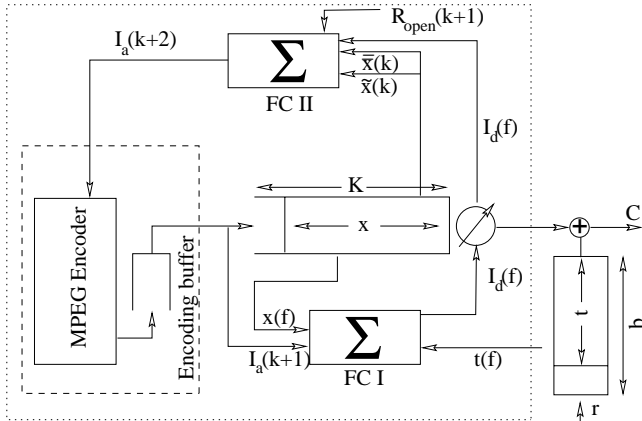 R_open(k+1)
I_a(k+2)
Σ
x̿(k)
x̃(k)
FC II
I_d(f)
K
C
x
+
MPEG Encoder
Encoding buffer
I_d(f)
x(f)
Σ
t
b
I_a(k+1)
t(f)
FC I
r